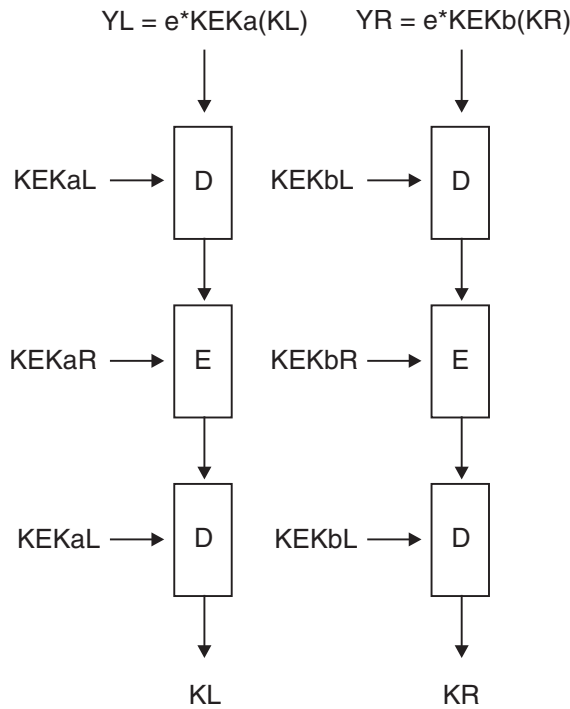 YL = e*KEKa(KL)
YR = e*KEKb(KR)
KEKaL
D
KEKbL
D
KEKaR
E
KEKbR
E
KEKaL
D
KEKbL
D
KL
KR